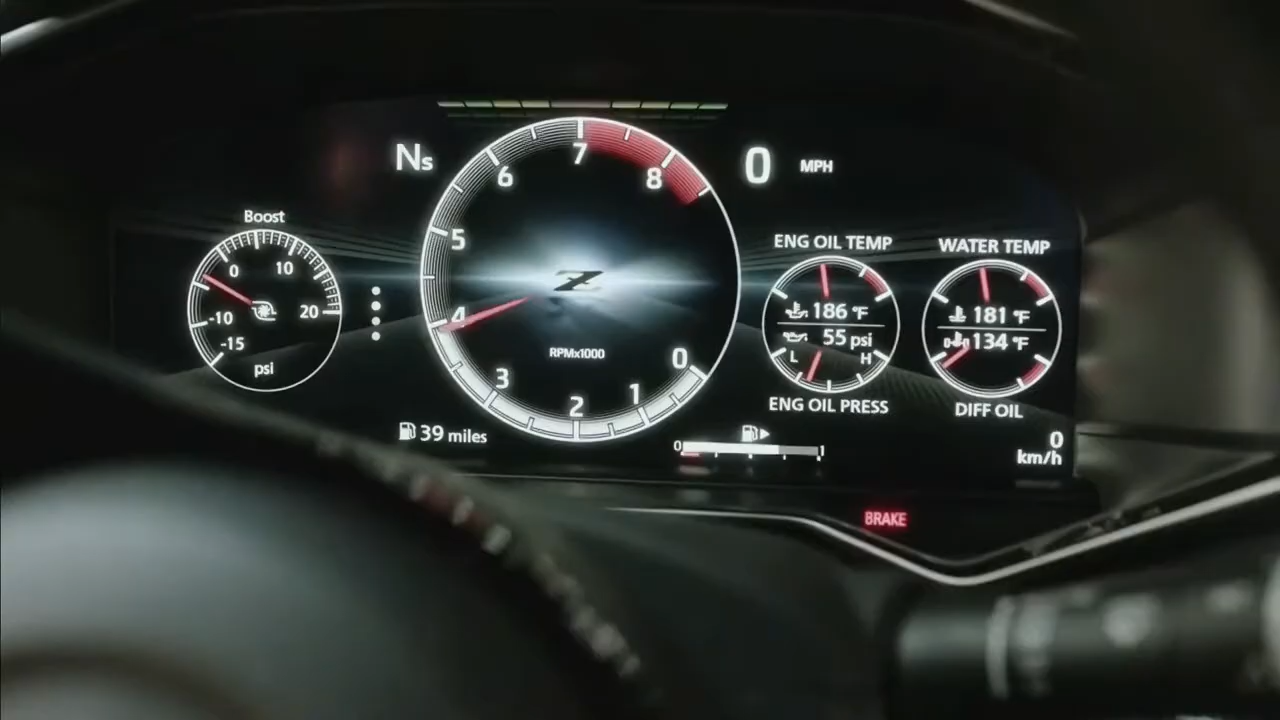 Ns
0 MPH
Boost
0 10
-10 20
-15
psi
7
6 8
5
4
3 0
2 1
Z
RPMx1000
39 miles
ENG OIL TEMP
186 °F
55 psi
L H
ENG OIL PRESS
WATER TEMP
181 °F
134 °F
DIFF OIL
0 1
0
km/h
BRAKE